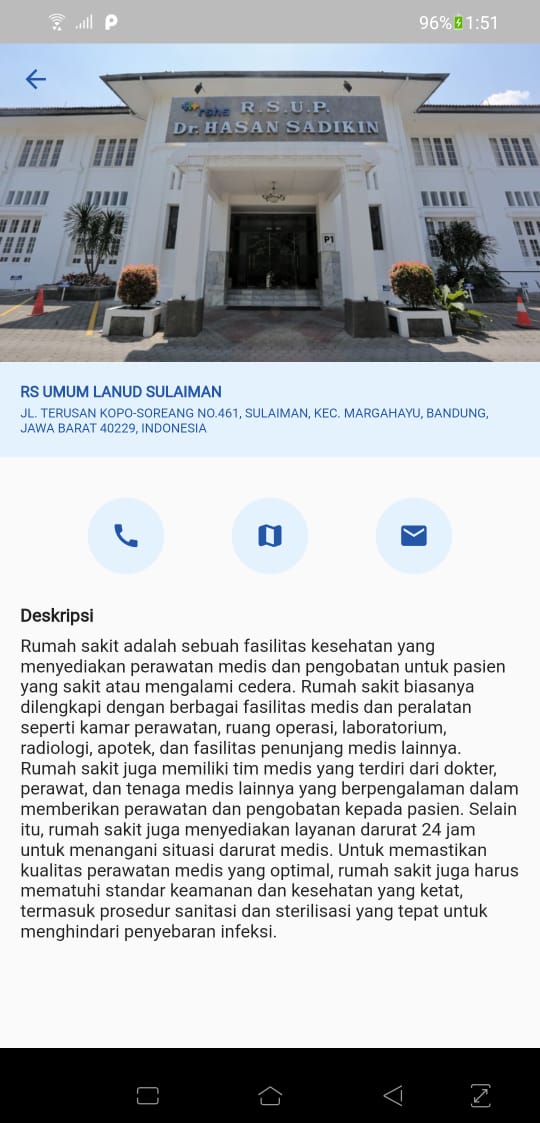 96% 1:51
rshs R.S.U.P.
Dr. HASAN SADIKIN
P1
RS UMUM LANUD SULAIMAN
JL. TERUSAN KOPO-SOREANG NO.461, SULAIMAN, KEC. MARGAHAYU, BANDUNG,
JAWA BARAT 40229, INDONESIA
Deskripsi
Rumah sakit adalah sebuah fasilitas kesehatan yang
menyediakan perawatan medis dan pengobatan untuk pasien
yang sakit atau mengalami cedera. Rumah sakit biasanya
dilengkapi dengan berbagai fasilitas medis dan peralatan
seperti kamar perawatan, ruang operasi, laboratorium,
radiologi, apotek, dan fasilitas penunjang medis lainnya.
Rumah sakit juga memiliki tim medis yang terdiri dari dokter,
perawat, dan tenaga medis lainnya yang berpengalaman dalam
memberikan perawatan dan pengobatan kepada pasien. Selain
itu, rumah sakit juga menyediakan layanan darurat 24 jam
untuk menangani situasi darurat medis. Untuk memastikan
kualitas perawatan medis yang optimal, rumah sakit juga harus
mematuhi standar keamanan dan kesehatan yang ketat,
termasuk prosedur sanitasi dan sterilisasi yang tepat untuk
menghindari penyebaran infeksi.